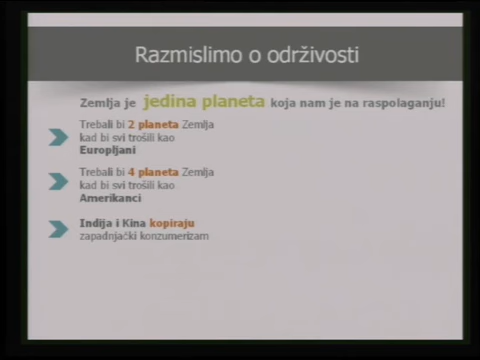 Razmislimo o održivosti
Zemlja je jedina planeta koja nam je na raspolaganju!
Trebali bi 2 planeta Zemlja
kad bi svi trošili kao
Europljani
Trebali bi 4 planeta Zemlja
kad bi svi trošili kao
Amerikanci
Indija i Kina kopiraju
zapadnjački konzumerizam